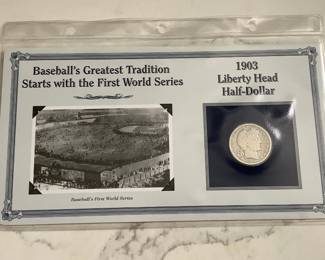 Baseball's Greatest Tradition
Starts with the First World Series
1903
Liberty Head
Half-Dollar
Baseball's First World Series